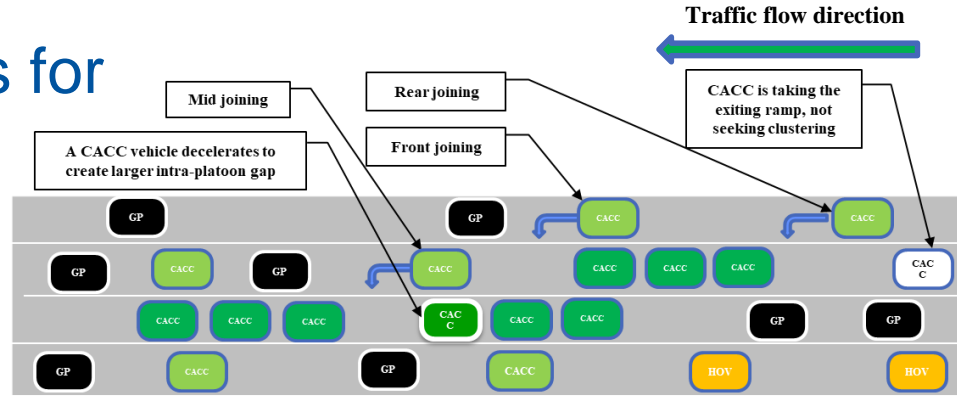 s for
Traffic flow direction
Mid joining
Rear joining
CACC is taking the
exiting ramp, not
seeking clustering
Front joining
A CACC vehicle decelerates to
create larger intra-platoon gap
GP
GP
CACC
CACC
GP
CACC
GP
CACC
CACC
CACC
CACC
CAC
C
CACC
CACC
CACC
CAC
C
CACC
CACC
GP
GP
GP
CACC
GP
CACC
HOV
HOV